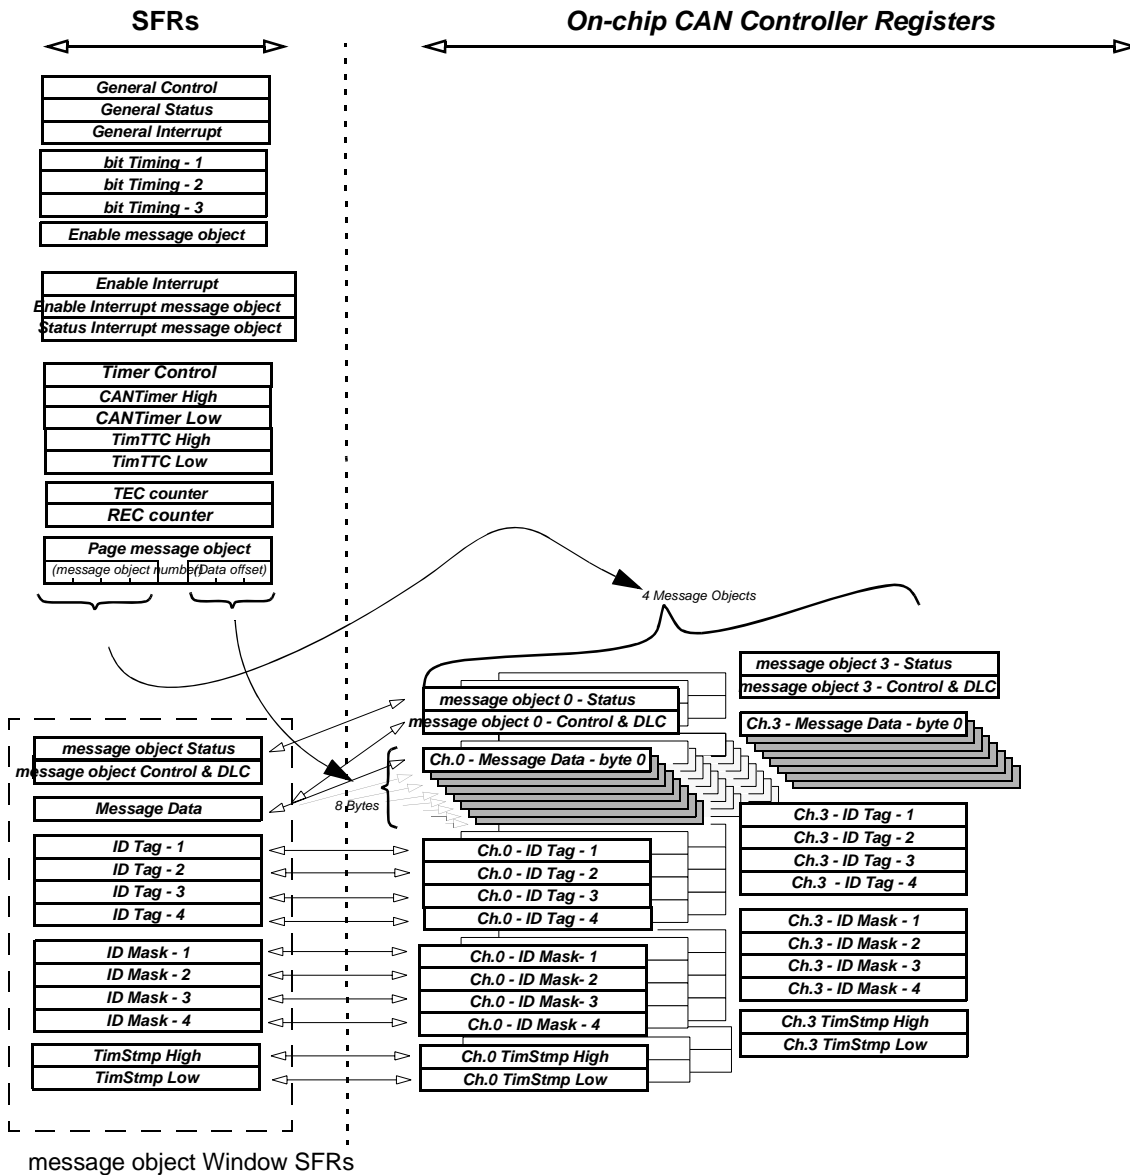 SFRs
On-chip CAN Controller Registers
General Control
General Status
General Interrupt
bit Timing - 1
bit Timing - 2
bit Timing - 3
Enable message object
Enable Interrupt
Enable Interrupt message object
Status Interrupt message object
Timer Control
CANTimer High
CANTimer Low
TimTTC High
TimTTC Low
TEC counter
REC counter
Page message object
(message object number)
(Data offset)
4 Message Objects
message object 0 - Status
message object 0 - Control & DLC
Ch.0 - Message Data - byte 0
8 Bytes
Ch.0 - ID Tag - 1
Ch.0 - ID Tag - 2
Ch.0 - ID Tag - 3
Ch.0 - ID Tag - 4
Ch.0 - ID Mask- 1
Ch.0 - ID Mask- 2
Ch.0 - ID Mask- 3
Ch.0 - ID Mask - 4
Ch.0 TimStmp High
Ch.0 TimStmp Low
message object 3 - Status
message object 3 - Control & DLC
Ch.3 - Message Data - byte 0
Ch.3 - ID Tag - 1
Ch.3 - ID Tag - 2
Ch.3 - ID Tag - 3
Ch.3 - ID Tag - 4
Ch.3 - ID Mask - 1
Ch.3 - ID Mask - 2
Ch.3 - ID Mask - 3
Ch.3 - ID Mask - 4
Ch.3 TimStmp High
Ch.3 TimStmp Low
message object Status
message object Control & DLC
Message Data
ID Tag - 1
ID Tag - 2
ID Tag - 3
ID Tag - 4
ID Mask - 1
ID Mask - 2
ID Mask - 3
ID Mask - 4
TimStmp High
TimStmp Low
message object Window SFRs